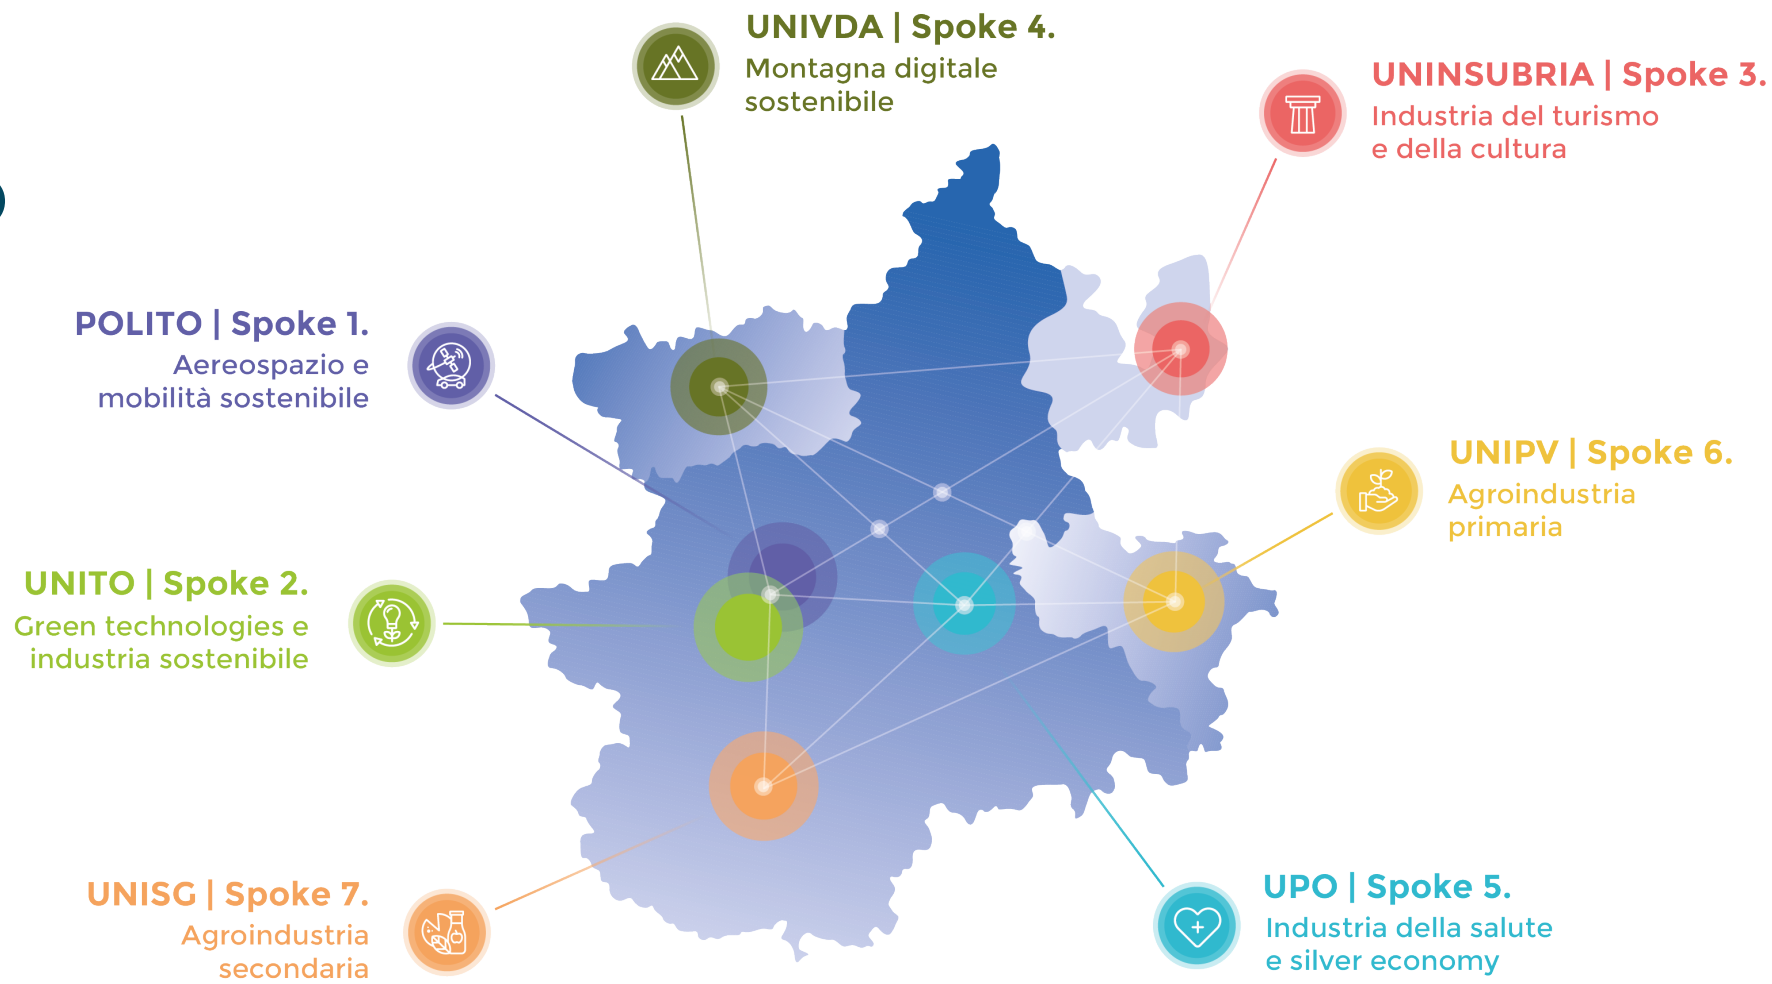 UNIVDA | Spoke 4.
Montagna digitale
sostenibile
UNINSUBRIA | Spoke 3.
Industria del turismo
e della cultura
POLITO | Spoke 1.
Aereospazio e
mobilità sostenibile
UNIPV | Spoke 6.
Agroindustria
primaria
UNITO | Spoke 2.
Green technologies e
industria sostenibile
UNISG | Spoke 7.
Agroindustria
secondaria
UPO | Spoke 5.
Industria della salute
e silver economy